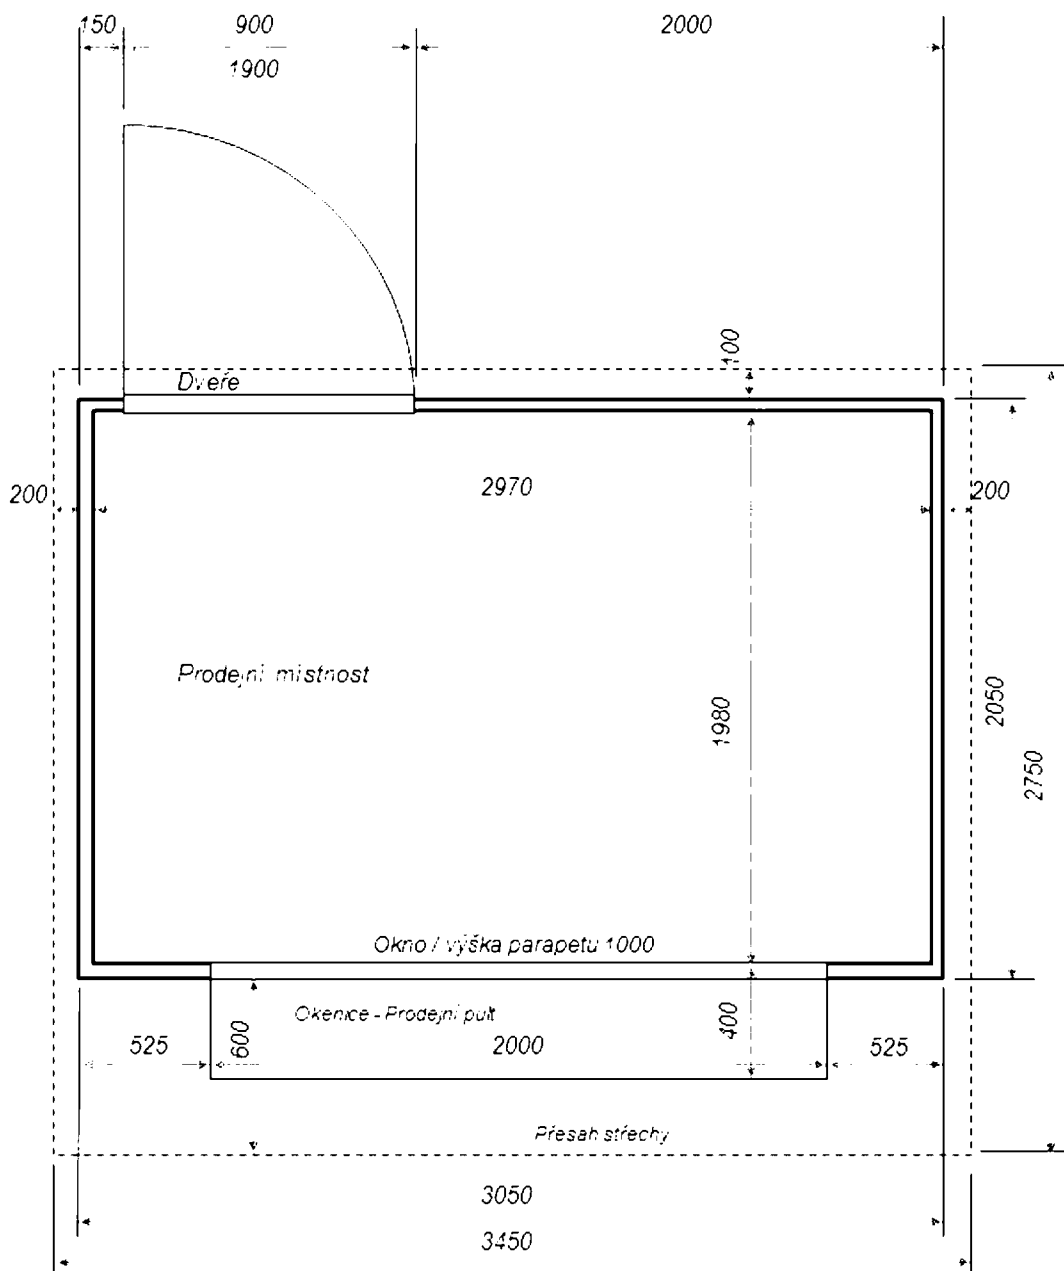 150 900 2000
1900
100
Dveře
200 2970 200
Prodejní místnost
1980
2050
2750
Okno / výška parapetu 1000
Okenice - Prodejní pult
525 600 2000 400 525
Přesah střechy
3050
3450